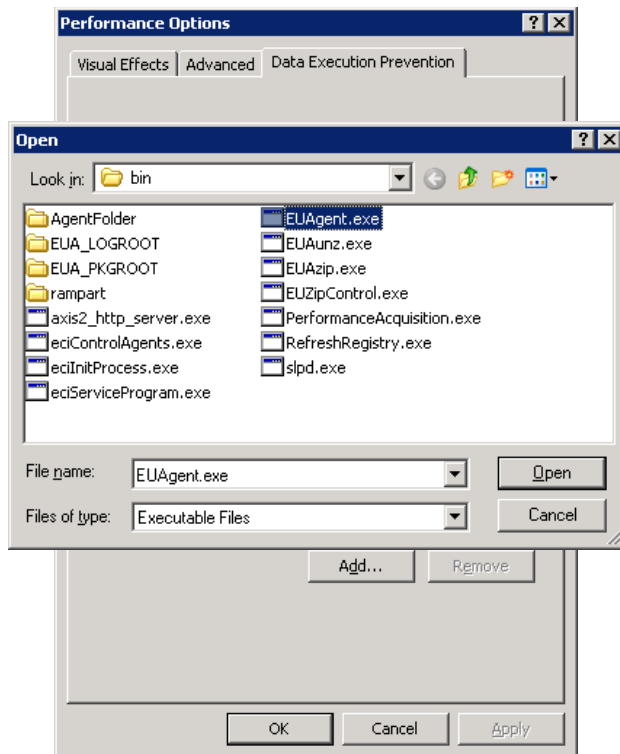 Performance Options
Visual Effects Advanced Data Execution Prevention
Open
Look in: bin
AgentFolder
EUA_LOGROOT
EUA_PKGROOT
rampart
axis2_http_server.exe
eciControlAgents.exe
eciInitProcess.exe
eciServiceProgram.exe
EUAgent.exe
EUAunz.exe
EUAzip.exe
EUZipControl.exe
PerformanceAcquisition.exe
RefreshRegistry.exe
slpd.exe
File name: EUAgent.exe Open
Files of type: Executable Files Cancel
Add... Remove
OK Cancel Apply